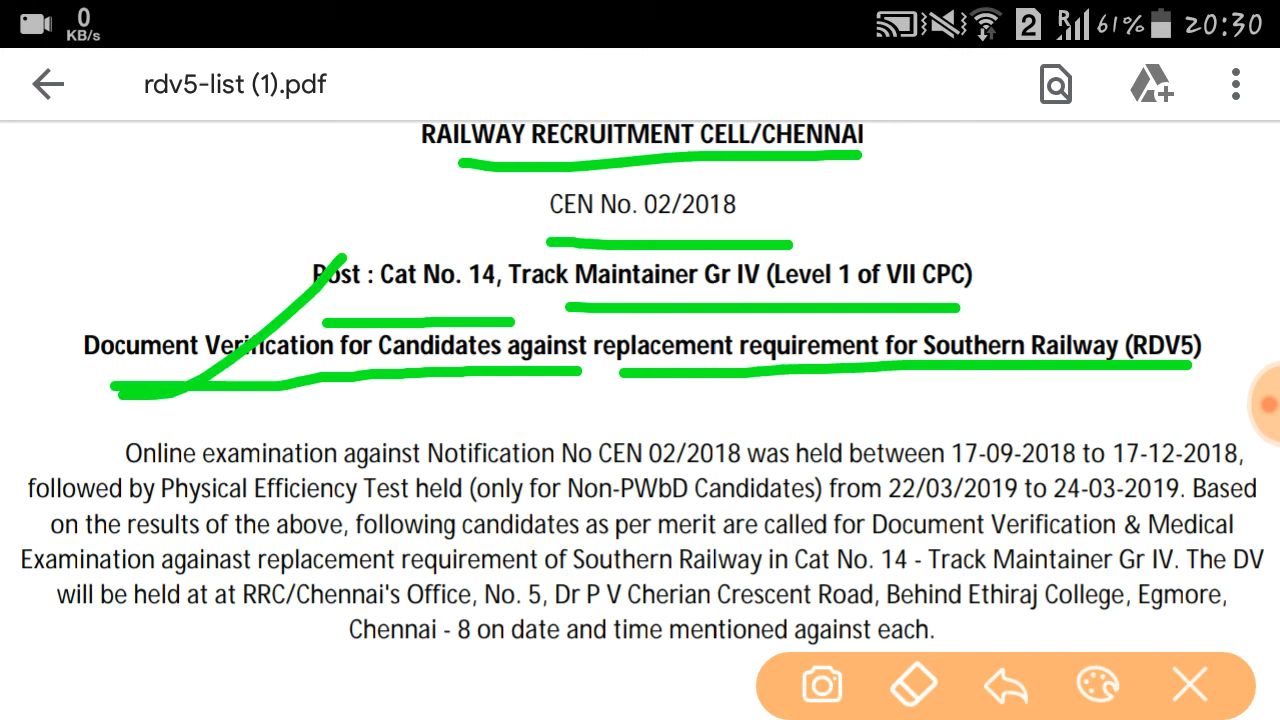 0
KB/s
2
R
61%
20:30
rdv5-list (1).pdf
RAILWAY RECRUITMENT CELL/CHENNAI
CEN No. 02/2018
Post : Cat No. 14, Track Maintainer Gr IV (Level 1 of VII CPC)
Document Verification for Candidates against replacement requirement for Southern Railway (RDV5)
Online examination against Notification No CEN 02/2018 was held between 17-09-2018 to 17-12-2018,
followed by Physical Efficiency Test held (only for Non-PWbD Candidates) from 22/03/2019 to 24-03-2019. Based
on the results of the above, following candidates as per merit are called for Document Verification & Medical
Examination againast replacement requirement of Southern Railway in Cat No. 14 - Track Maintainer Gr IV. The DV
will be held at at RRC/Chennai's Office, No. 5, Dr P V Cherian Crescent Road, Behind Ethiraj College, Egmore,
Chennai - 8 on date and time mentioned against each.